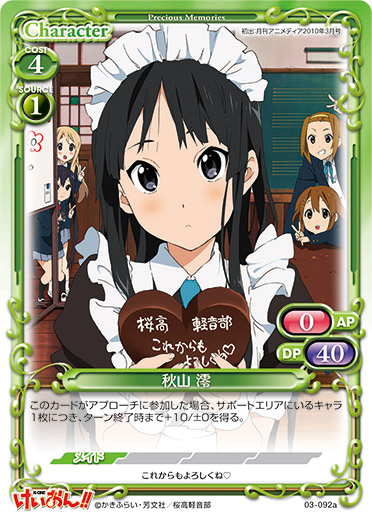 Precious Memories
Character
初出:月刊アニメディア2010年3月号
COST
4
SOURCE
1
桜高 軽音部
これからも
よろしくね♡
0 AP
DP 40
秋山 澪
このカードがアプローチに参加した場合、サポートエリアにいるキャラ
1枚につき、ターン終了時まで+10/±0を得る。
メイド
これからもよろしくね♡
けいおん!!
©かきふらい・芳文社/桜高軽音部
03-092a